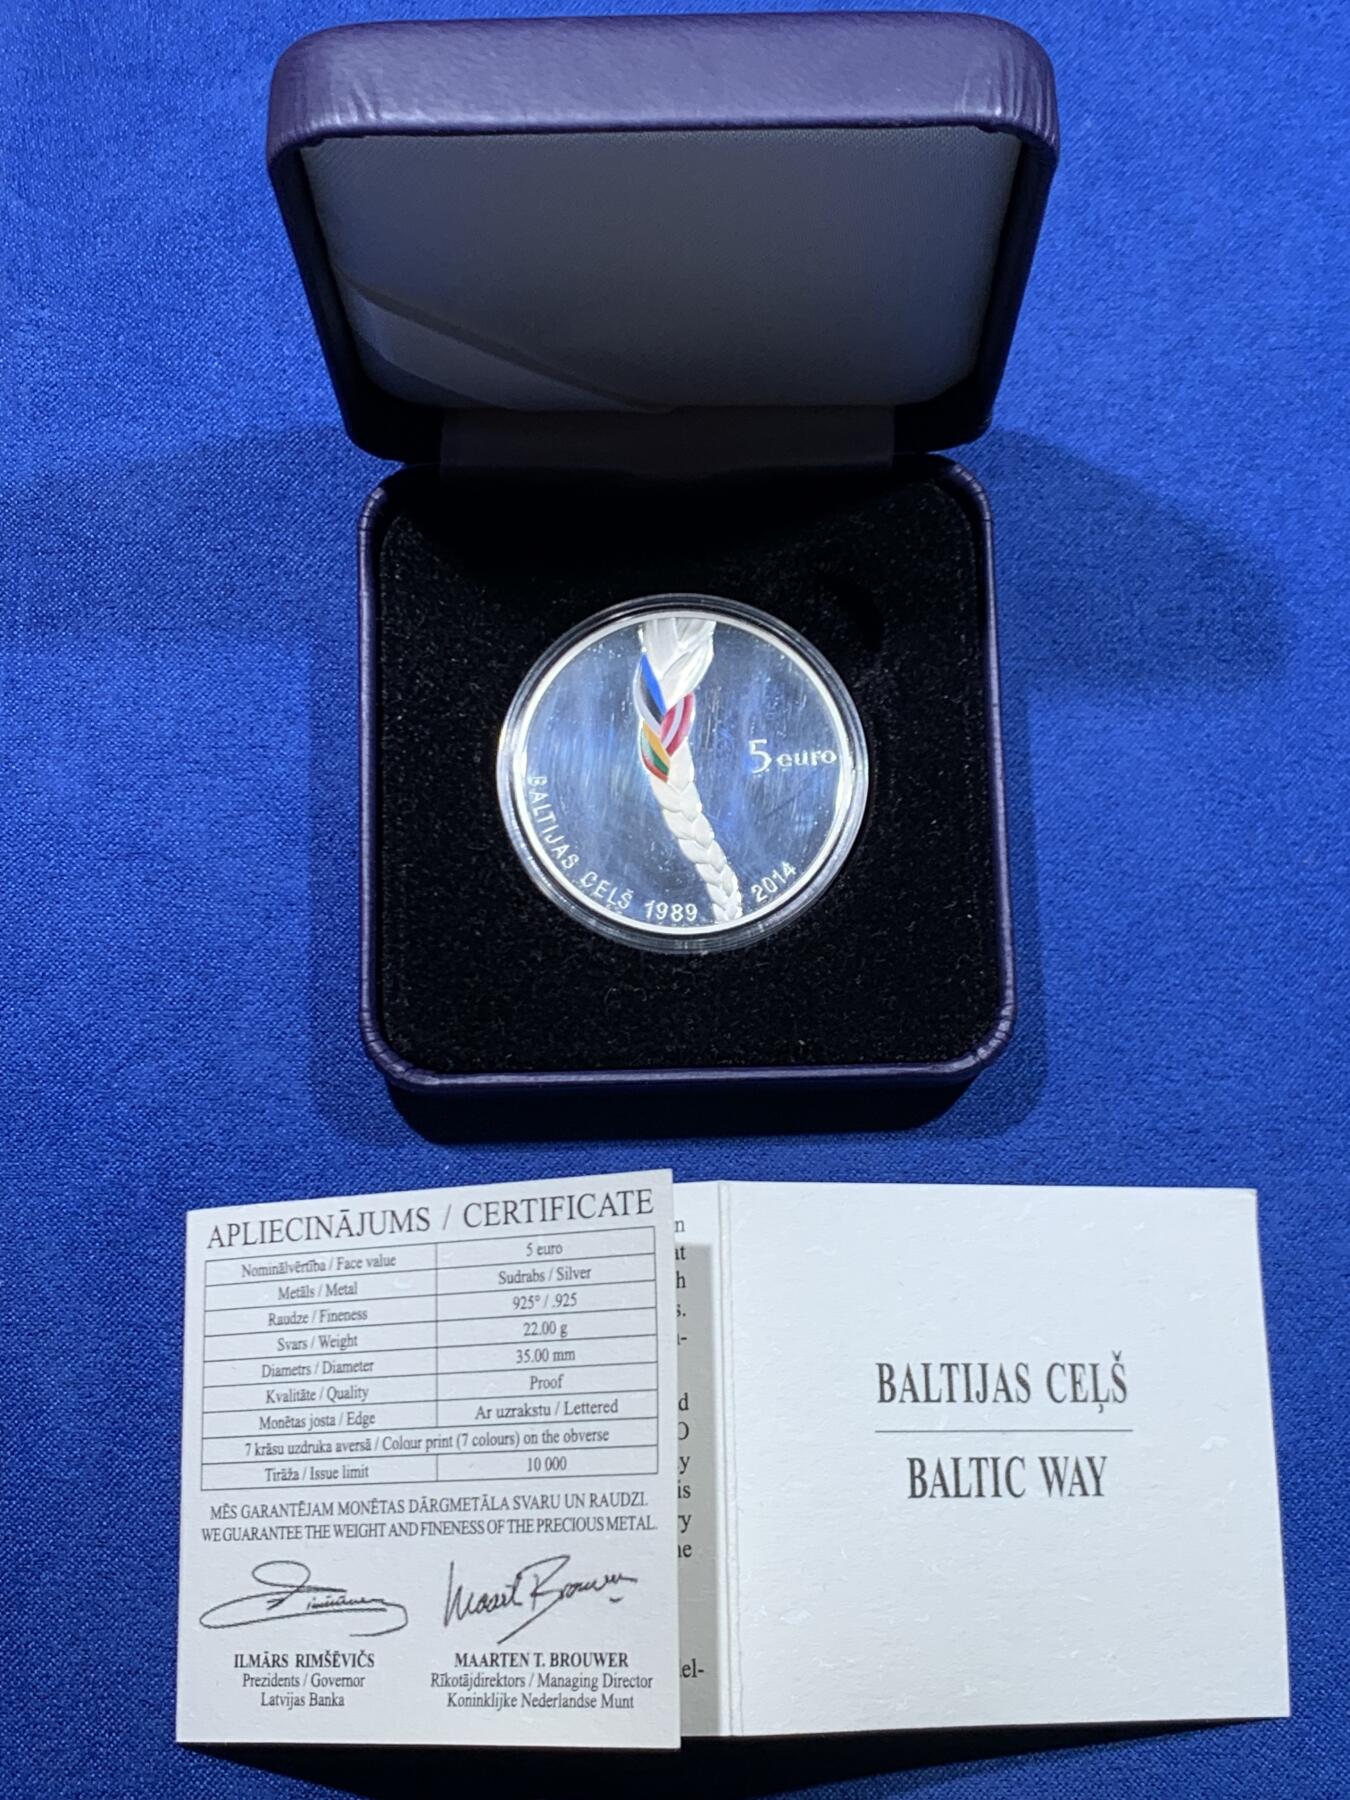 5 euro
BALTIJAS CEĻŠ 1989
2014
APLIECINĀJUMS / CERTIFICATE
Nominālvērtība / Face value 5 euro
Metāls / Metal Sudrabs / Silver
Raudze / Fineness 925° / .925
Svars / Weight 22.00 g
Diametrs / Diameter 35.00 mm
Kvalitāte / Quality Proof
Monētas josta / Edge Ar uzrakstu / Lettered
7 krāsu uzdruka aversā / Colour print (7 colours) on the obverse
Tirāža / Issue limit 10 000
MĒS GARANTĒJAM MONĒTAS DĀRGMETĀLA SVARU UN RAUDZI.
WE GUARANTEE THE WEIGHT AND FINENESS OF THE PRECIOUS METAL.
Maarten Brouwer
ILMĀRS RIMŠĒVIČS
Prezidents / Governor
Latvijas Banka
MAARTEN T. BROUWER
Rīkotājdirektors / Managing Director
Koninklijke Nederlandse Munt
BALTIJAS CEĻŠ
BALTIC WAY